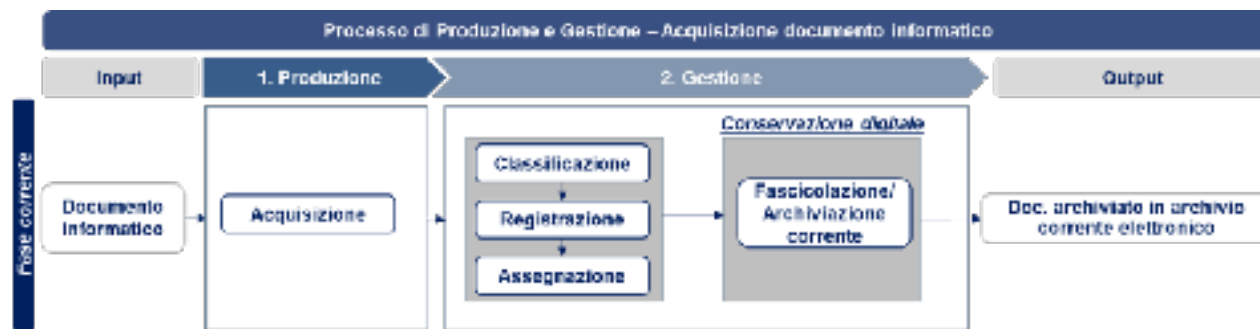 Processo di Produzione e Gestione – Acquisizione documento informatico
Input
1. Produzione
2. Gestione
Output
Fase corrente
Documento
informatico
Acquisizione
Classificazione
Registrazione
Assegnazione
Conservazione digitale
Fascicolazione/
Archiviazione
corrente
Doc. archiviato in archivio
corrente elettronico